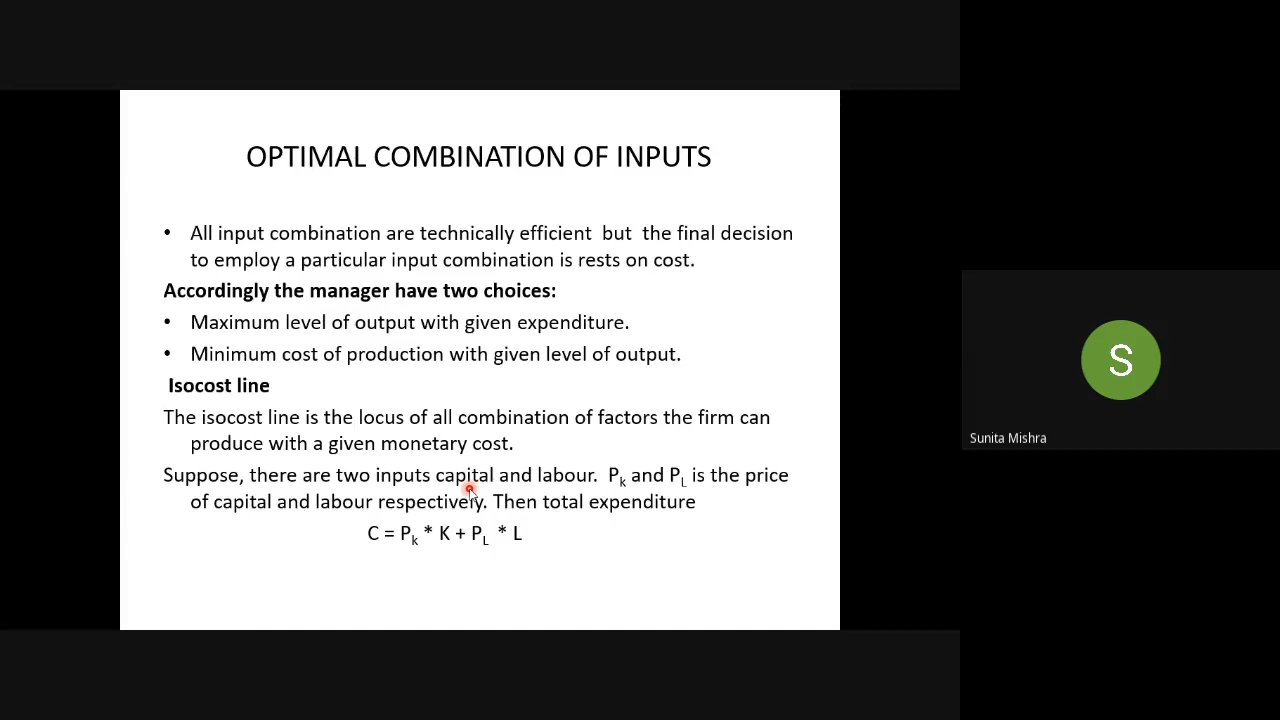 OPTIMAL COMBINATION OF INPUTS
• All input combination are technically efficient but the final decision
to employ a particular input combination is rests on cost.
Accordingly the manager have two choices:
• Maximum level of output with given expenditure.
• Minimum cost of production with given level of output.
Isocost line
The isocost line is the locus of all combination of factors the firm can
produce with a given monetary cost.
Suppose, there are two inputs capital and labour. Pk and PL is the price
of capital and labour respectively. Then total expenditure
C = Pk * K + PL * L
S
Sunita Mishra